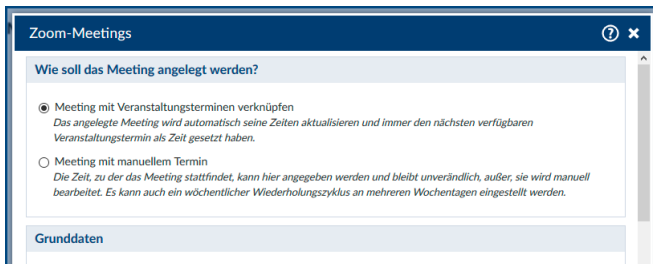 Zoom-Meetings
Wie soll das Meeting angelegt werden?
Meeting mit Veranstaltungsterminen verknüpfen
Das angelegte Meeting wird automatisch seine Zeiten aktualisieren und immer den nächsten verfügbaren
Veranstaltungstermin als Zeit gesetzt haben.
Meeting mit manuellem Termin
Die Zeit, zu der das Meeting stattfindet, kann hier angegeben werden und bleibt unverändlich, außer, sie wird manuell
bearbeitet. Es kann auch ein wöchentlicher Wiederholungszyklus an mehreren Wochentagen eingestellt werden.
Grunddaten